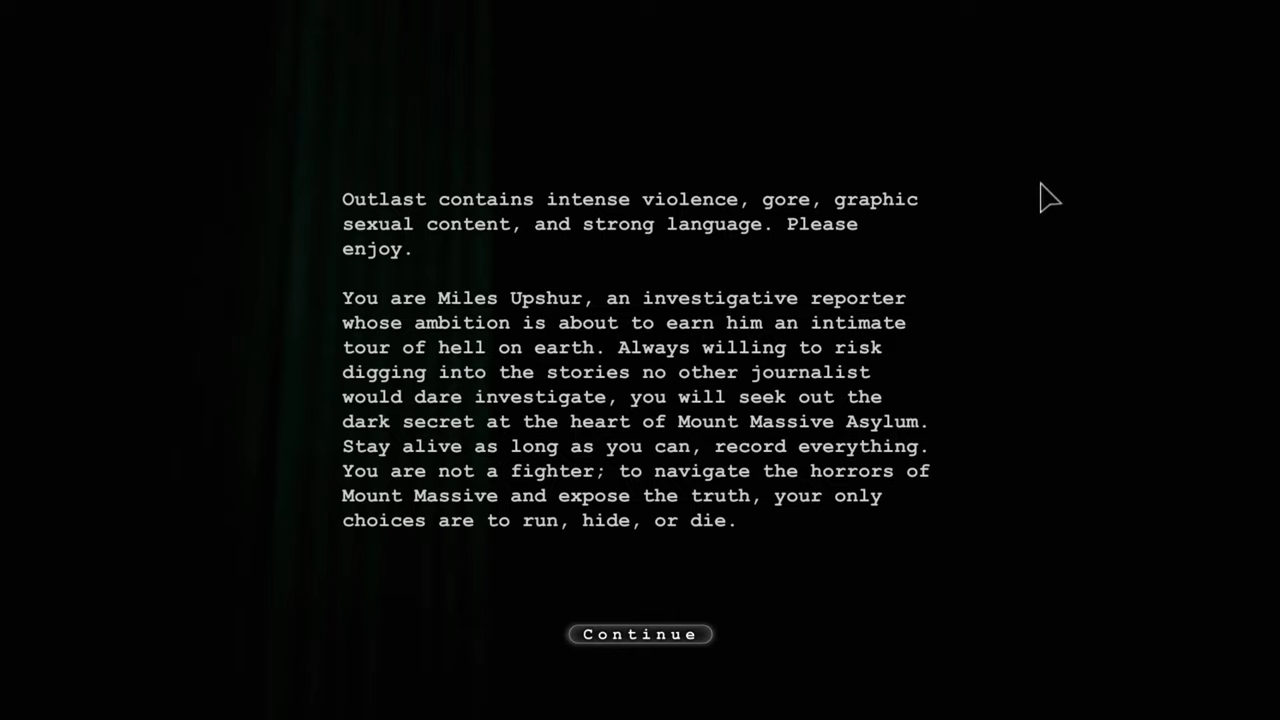 Outlast contains intense violence, gore, graphic
sexual content, and strong language. Please
enjoy.
You are Miles Upshur, an investigative reporter
whose ambition is about to earn him an intimate
tour of hell on earth. Always willing to risk
digging into the stories no other journalist
would dare investigate, you will seek out the
dark secret at the heart of Mount Massive Asylum.
Stay alive as long as you can, record everything.
You are not a fighter; to navigate the horrors of
Mount Massive and expose the truth, your only
choices are to run, hide, or die.
Continue